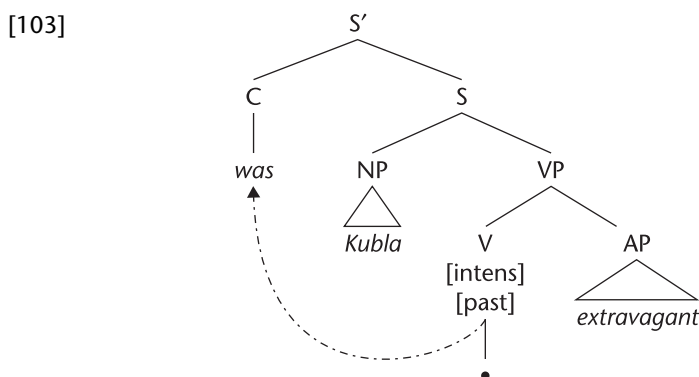 [103]
S′
C S
was NP VP
Kubla V AP
[intens]
[past] extravagant
•